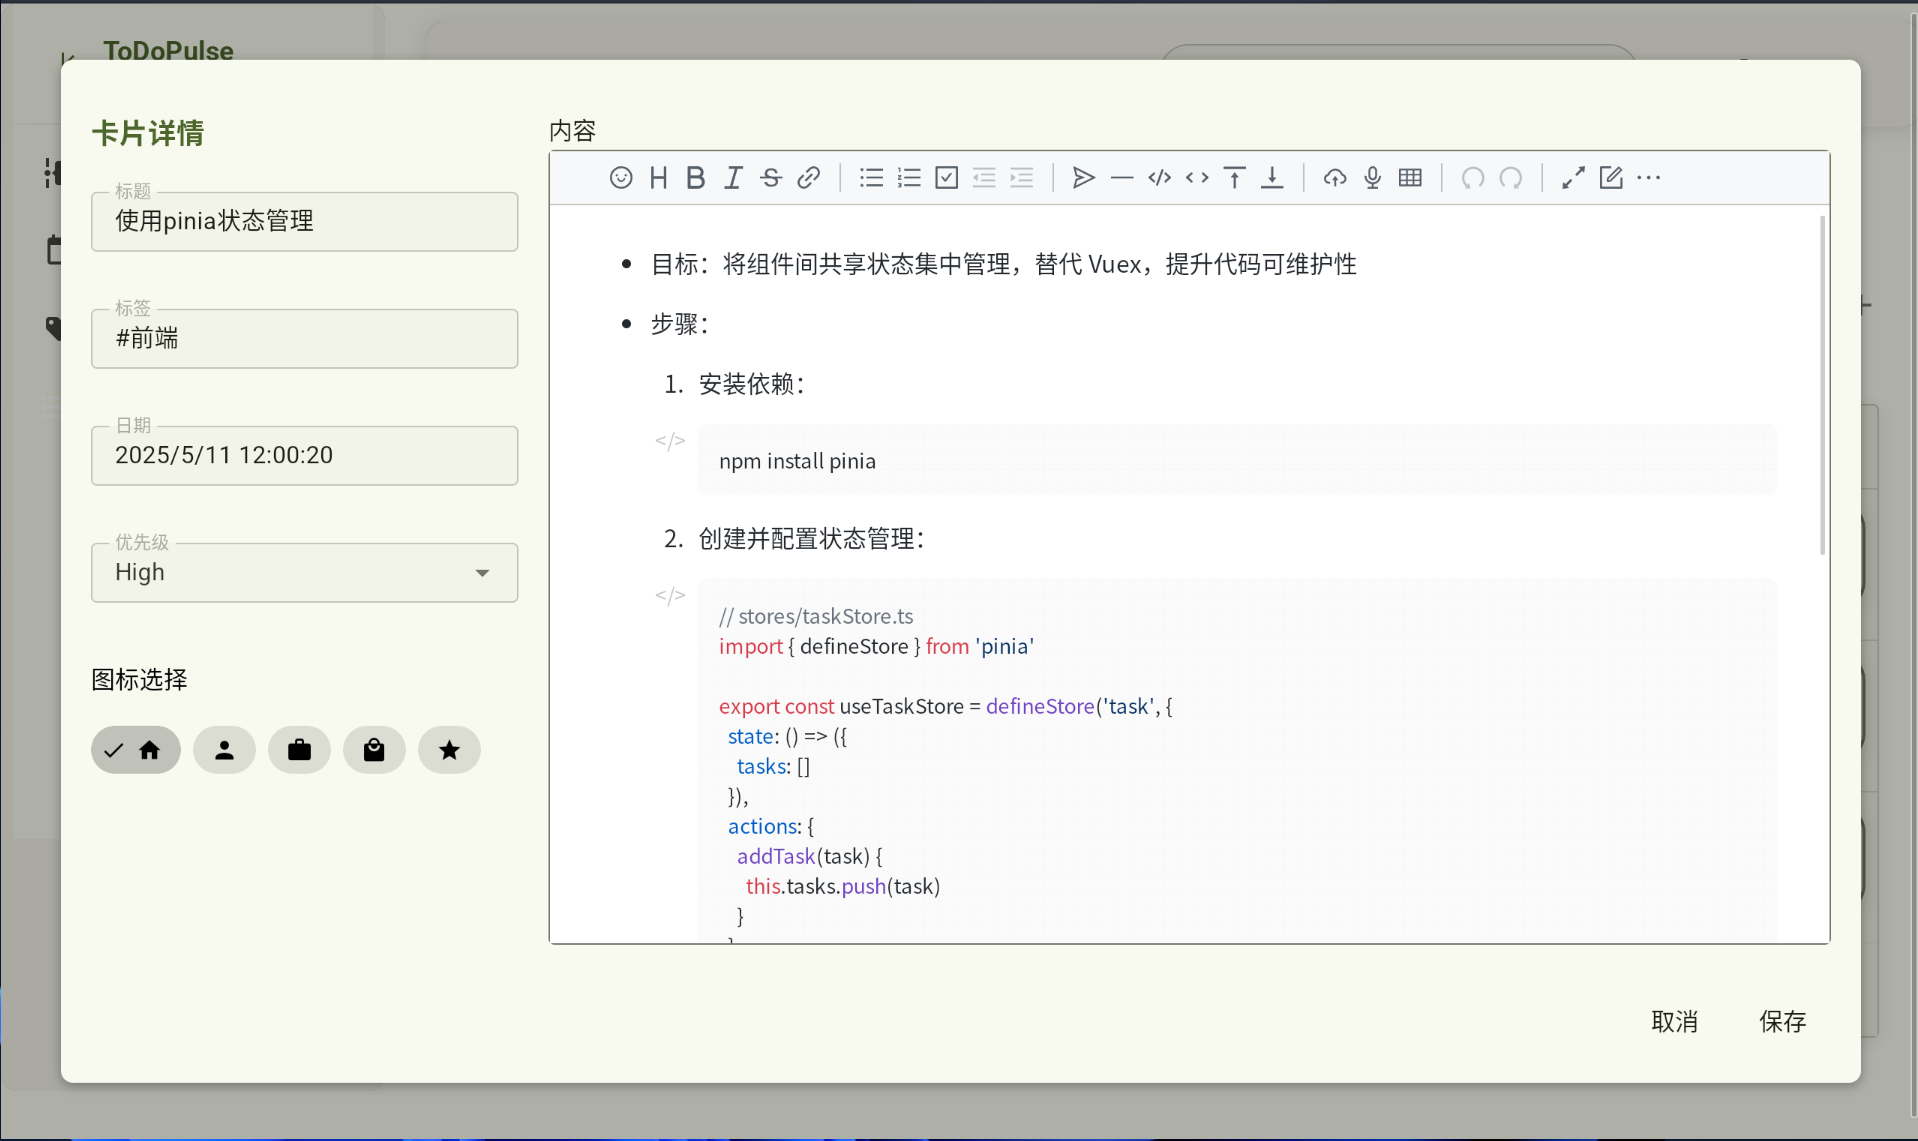 ToDoPulse
卡片详情
标题
使用pinia状态管理
标签
#前端
日期
2025/5/11 12:00:20
优先级
High
图标选择
内容
• 目标：将组件间共享状态集中管理，替代 Vuex，提升代码可维护性
• 步骤：
1. 安装依赖：
npm install pinia
2. 创建并配置状态管理：
// stores/taskStore.ts
import { defineStore } from 'pinia'
export const useTaskStore = defineStore('task', {
state: () => ({
tasks: []
}),
actions: {
addTask(task) {
this.tasks.push(task)
}
}
取消
保存